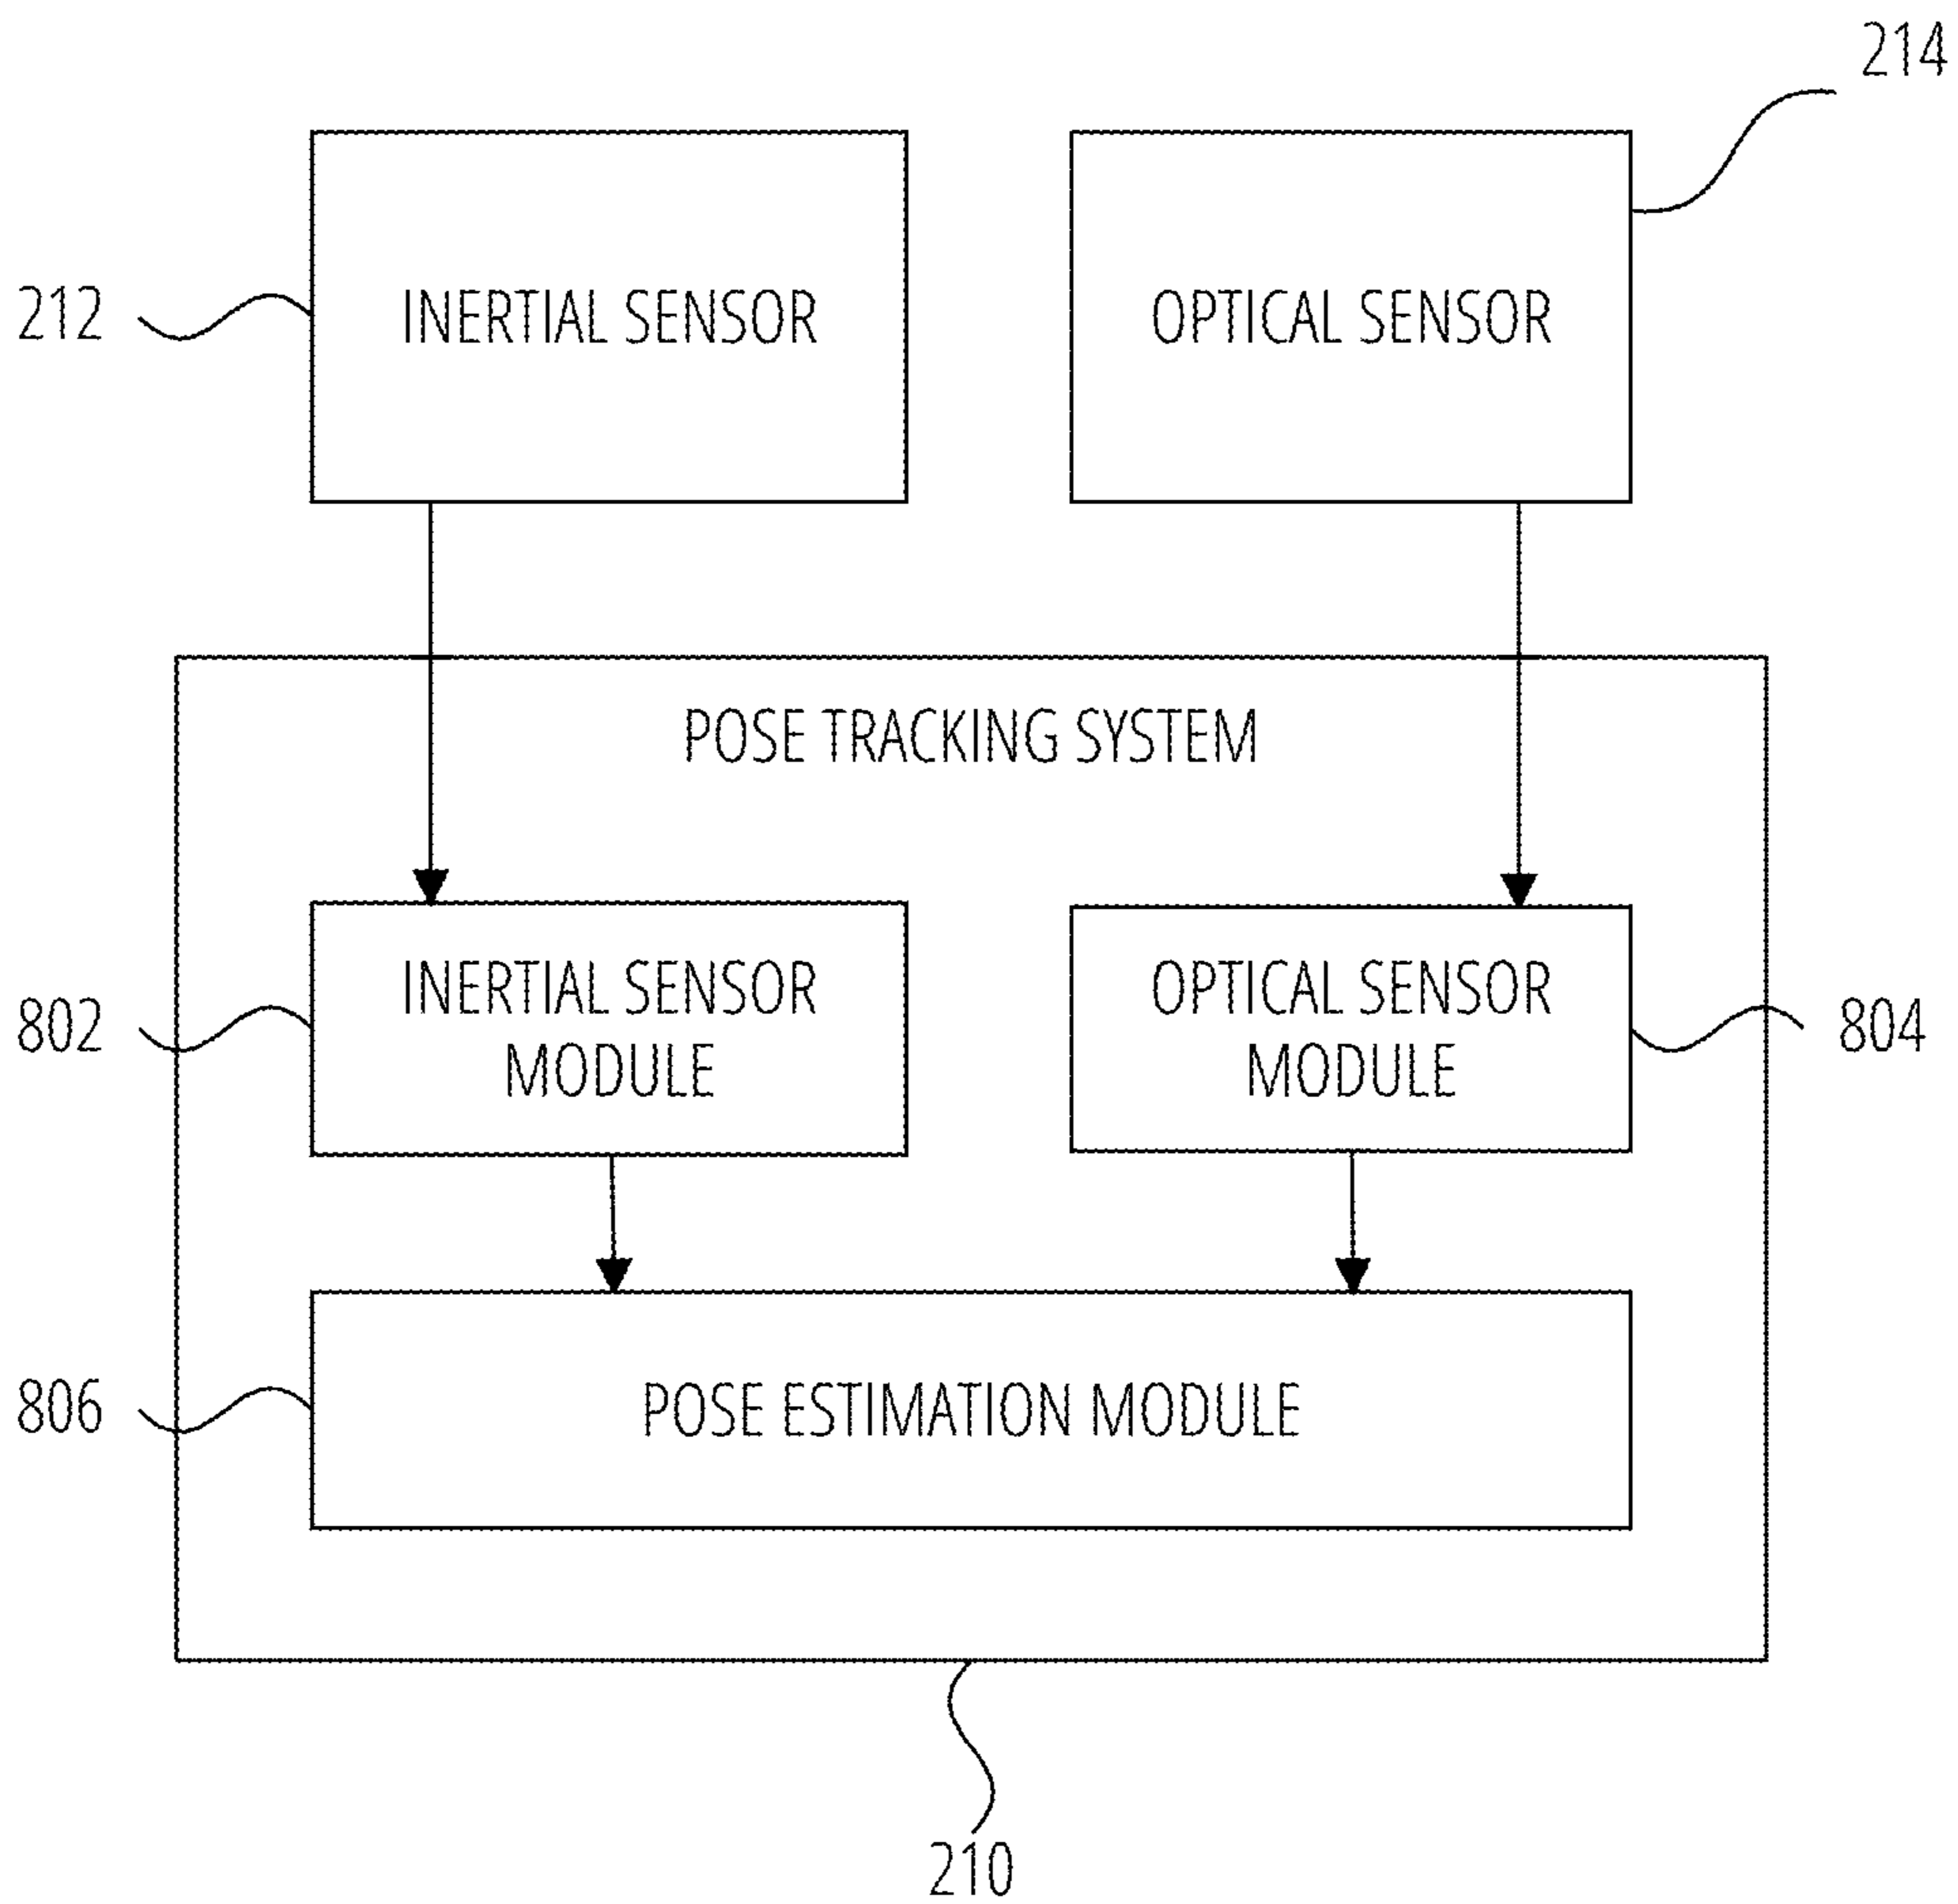 214
212
INERTIAL SENSOR
OPTICAL SENSOR
POSE TRACKING SYSTEM
802
INERTIAL SENSOR
MODULE
OPTICAL SENSOR
MODULE
804
806
POSE ESTIMATION MODULE
210